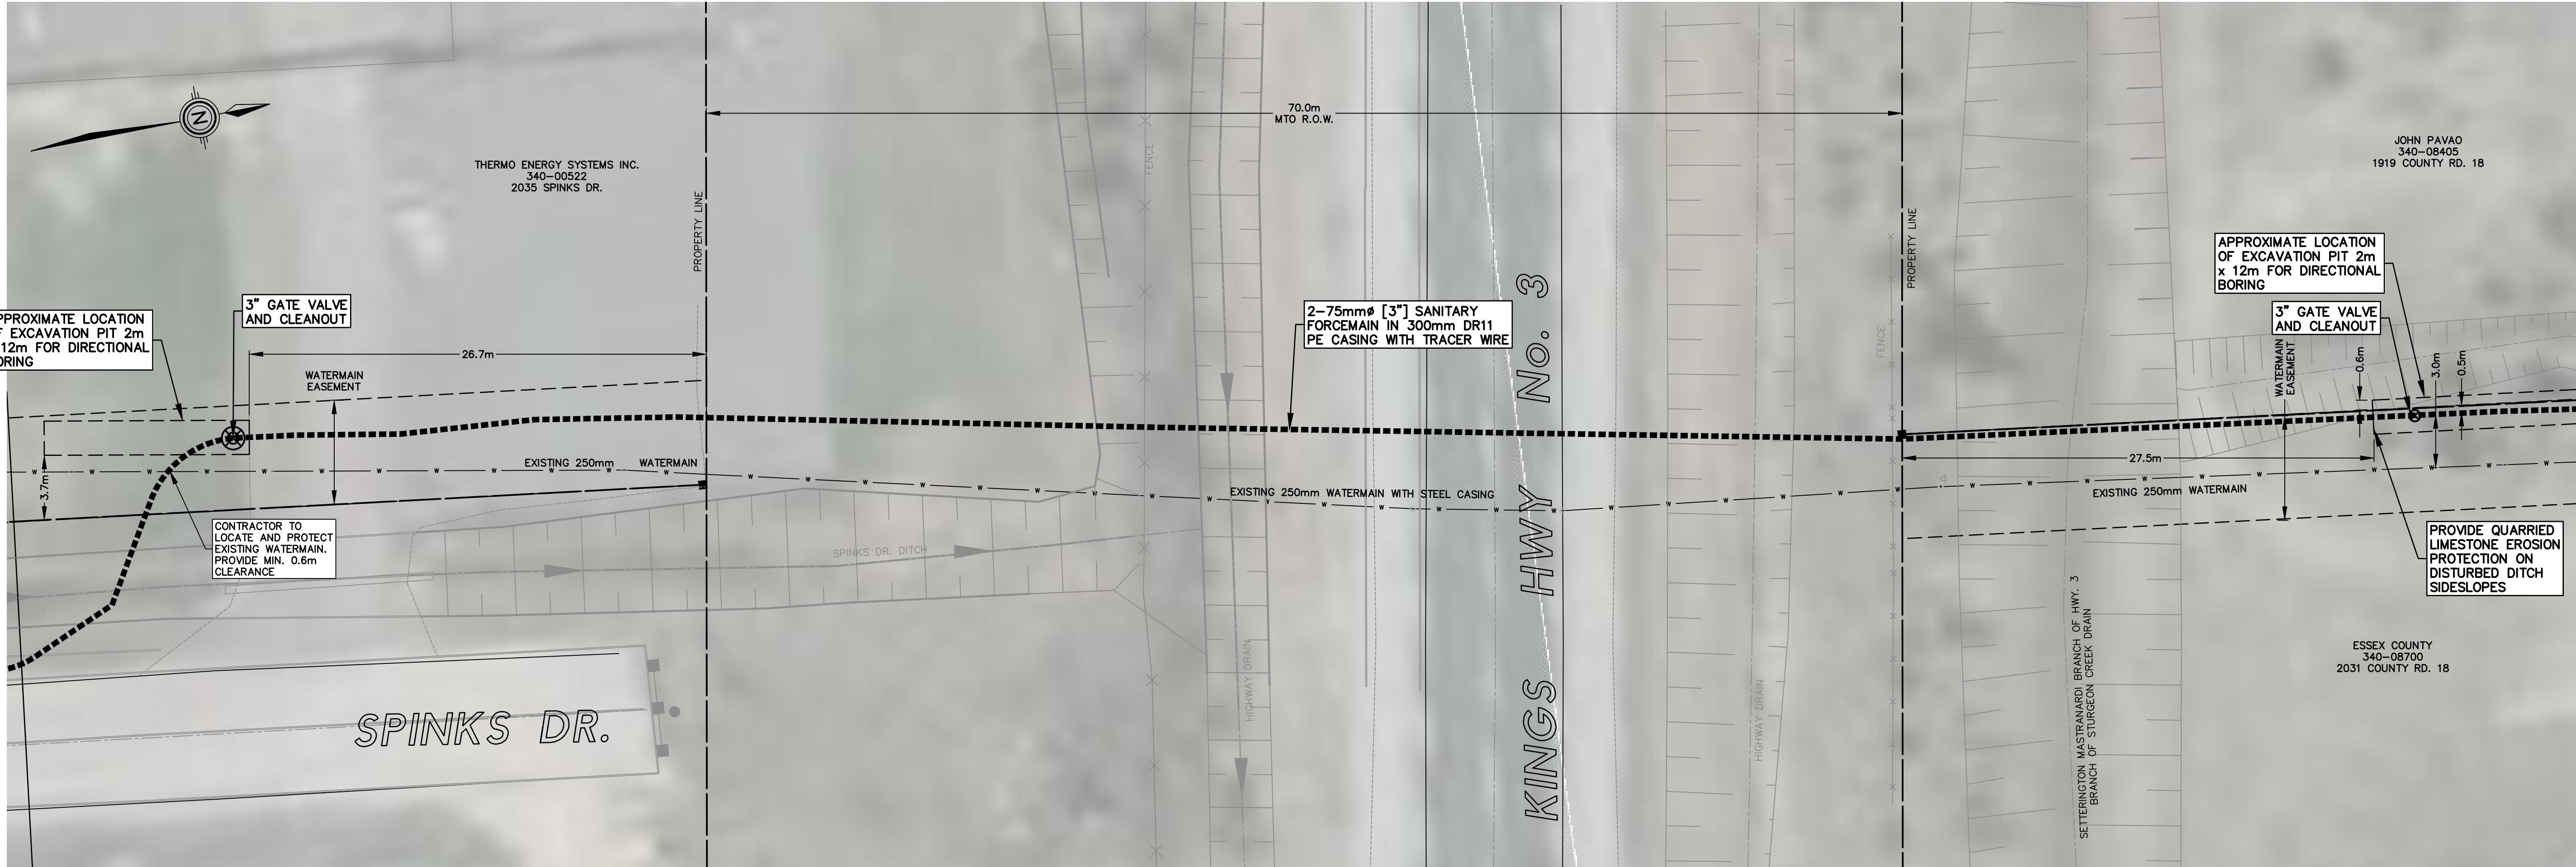 N
THERMO ENERGY SYSTEMS INC.
340-00522
2035 SPINKS DR.
PROPERTY LINE
70.0m
MTO R.O.W.
FENCE
PROPERTY LINE
JOHN PAVAO
340-08405
1919 COUNTY RD. 18
APPROXIMATE LOCATION
OF EXCAVATION PIT 2m
x 12m FOR DIRECTIONAL
BORING
3" GATE VALVE
AND CLEANOUT
PPROXIMATE LOCATION
F EXCAVATION PIT 2m
12m FOR DIRECTIONAL
ORING
3" GATE VALVE
AND CLEANOUT
26.7m
WATERMAIN
EASEMENT
2-75mmø [3"] SANITARY
FORCEMAIN IN 300mm DR11
PE CASING WITH TRACER WIRE
KINGS HWY No. 3
FENCE
WATERMAIN
EASEMENT
0.6m
3.0m
0.5m
27.5m
3.7m
EXISTING 250mm WATERMAIN
EXISTING 250mm WATERMAIN WITH STEEL CASING
EXISTING 250mm WATERMAIN
CONTRACTOR TO
LOCATE AND PROTECT
EXISTING WATERMAIN.
PROVIDE MIN. 0.6m
CLEARANCE
SPINKS DR. DITCH
PROVIDE QUARRIED
LIMESTONE EROSION
PROTECTION ON
DISTURBED DITCH
SIDESLOPES
SPINKS DR.
HIGHWAY DRAIN
HIGHWAY DRAIN
SETTERINGTON MASTRANARDI BRANCH OF HWY. 3
BRANCH OF STURGEON CREEK DRAIN
ESSEX COUNTY
340-08700
2031 COUNTY RD. 18